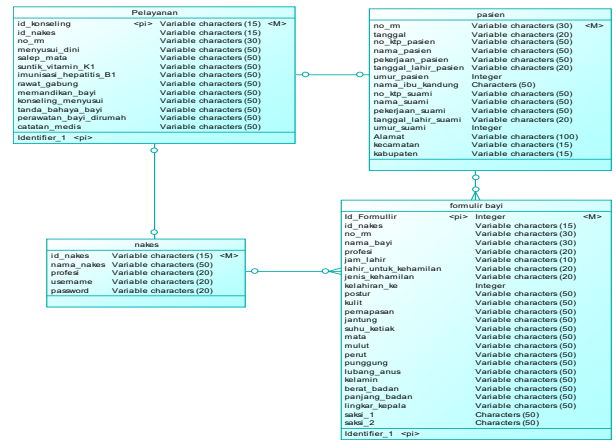 Pelayanan
id_konseling <pi> Variable characters (15) <M>
id_nakes Variable characters (15)
no_rm Variable characters (30)
menyusui_dini Variable characters (50)
salep_mata Variable characters (50)
suntik_vitamin_K1 Variable characters (50)
imunisasi_hepatitis_B1 Variable characters (50)
rawat_gabung Variable characters (50)
memandikan_bayi Variable characters (50)
konseling_menyusui Variable characters (50)
tanda_bahaya_bayi Variable characters (50)
perawatan_bayi_dirumah Variable characters (50)
catatan_medis Variable characters (50)
Identifier_1 <pi>
pasien
no_rm Variable characters (30) <M>
tanggal Variable characters (20)
no_ktp_pasien Variable characters (50)
nama_pasien Variable characters (50)
pekerjaan_pasien Variable characters (50)
tanggal_lahir_pasien Variable characters (20)
umur_pasien Integer
nama_ibu_kandung Characters (50)
no_ktp_suami Variable characters (50)
nama_suami Variable characters (50)
pekerjaan_suami Variable characters (50)
tanggal_lahir_suami Variable characters (20)
umur_suami Integer
Alamat Variable characters (100)
kecamatan Variable characters (15)
kabupaten Variable characters (15)
nakes
id_nakes Variable characters (15) <M>
nama_nakes Variable characters (50)
profesi Variable characters (20)
username Variable characters (20)
password Variable characters (20)
formulir bayi
Id_Formullir <pi> Integer <M>
id_nakes Variable characters (15)
no_rm Variable characters (30)
nama_bayi Variable characters (30)
profesi Variable characters (20)
jam_lahir Variable characters (10)
lahir_untuk_kehamilan Variable characters (20)
jenis_kehamilan Variable characters (20)
kelahiran_ke Integer
postur Variable characters (50)
kulit Variable characters (50)
pernapasan Variable characters (50)
jantung Variable characters (50)
suhu_ketiak Variable characters (50)
mata Variable characters (50)
mulut Variable characters (50)
perut Variable characters (50)
punggung Variable characters (50)
lubang_anus Variable characters (50)
kelamin Variable characters (50)
berat_badan Variable characters (50)
panjang_badan Variable characters (50)
lingkar_kepala Variable characters (50)
saksi_1 Characters (50)
saksi_2 Characters (50)
Identifier_1 <pi>